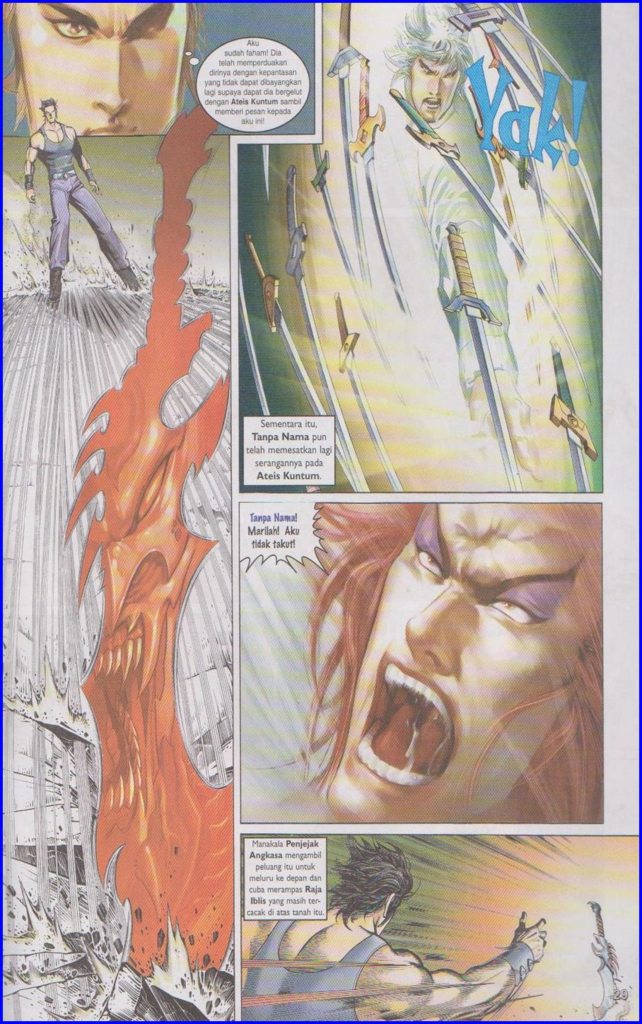 Aku
sudah faham! Dia
telah memperduakan
dirinya dengan kepantasan
yang tidak dapat dibayangkan
lagi supaya dapat dia bergelut
dengan Ateis Kuntum sambil
memberi pesan kepada
aku ini!
Yak!
Sementara itu,
Tanpa Nama pun
telah memesatkan lagi
serangannya pada
Ateis Kuntum.
Tanpa Nama!
Marilah! Aku
tidak takut!
Manakala Penjejak
Angkasa mengambil
peluang itu untuk
meluru ke depan dan
cuba merampas Raja
Iblis yang masih ter-
cacak di atas tanah itu.
29